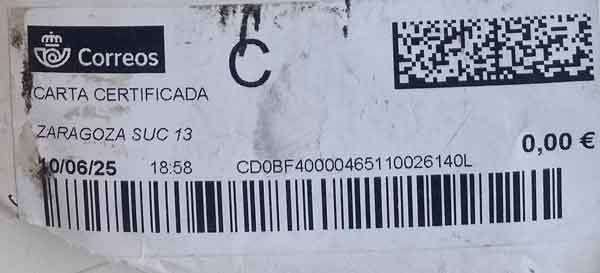 Correos
C
CARTA CERTIFICADA
ZARAGOZA SUC 13
0,00 €
10/06/25 18:58 CD0BF40000465110026140L